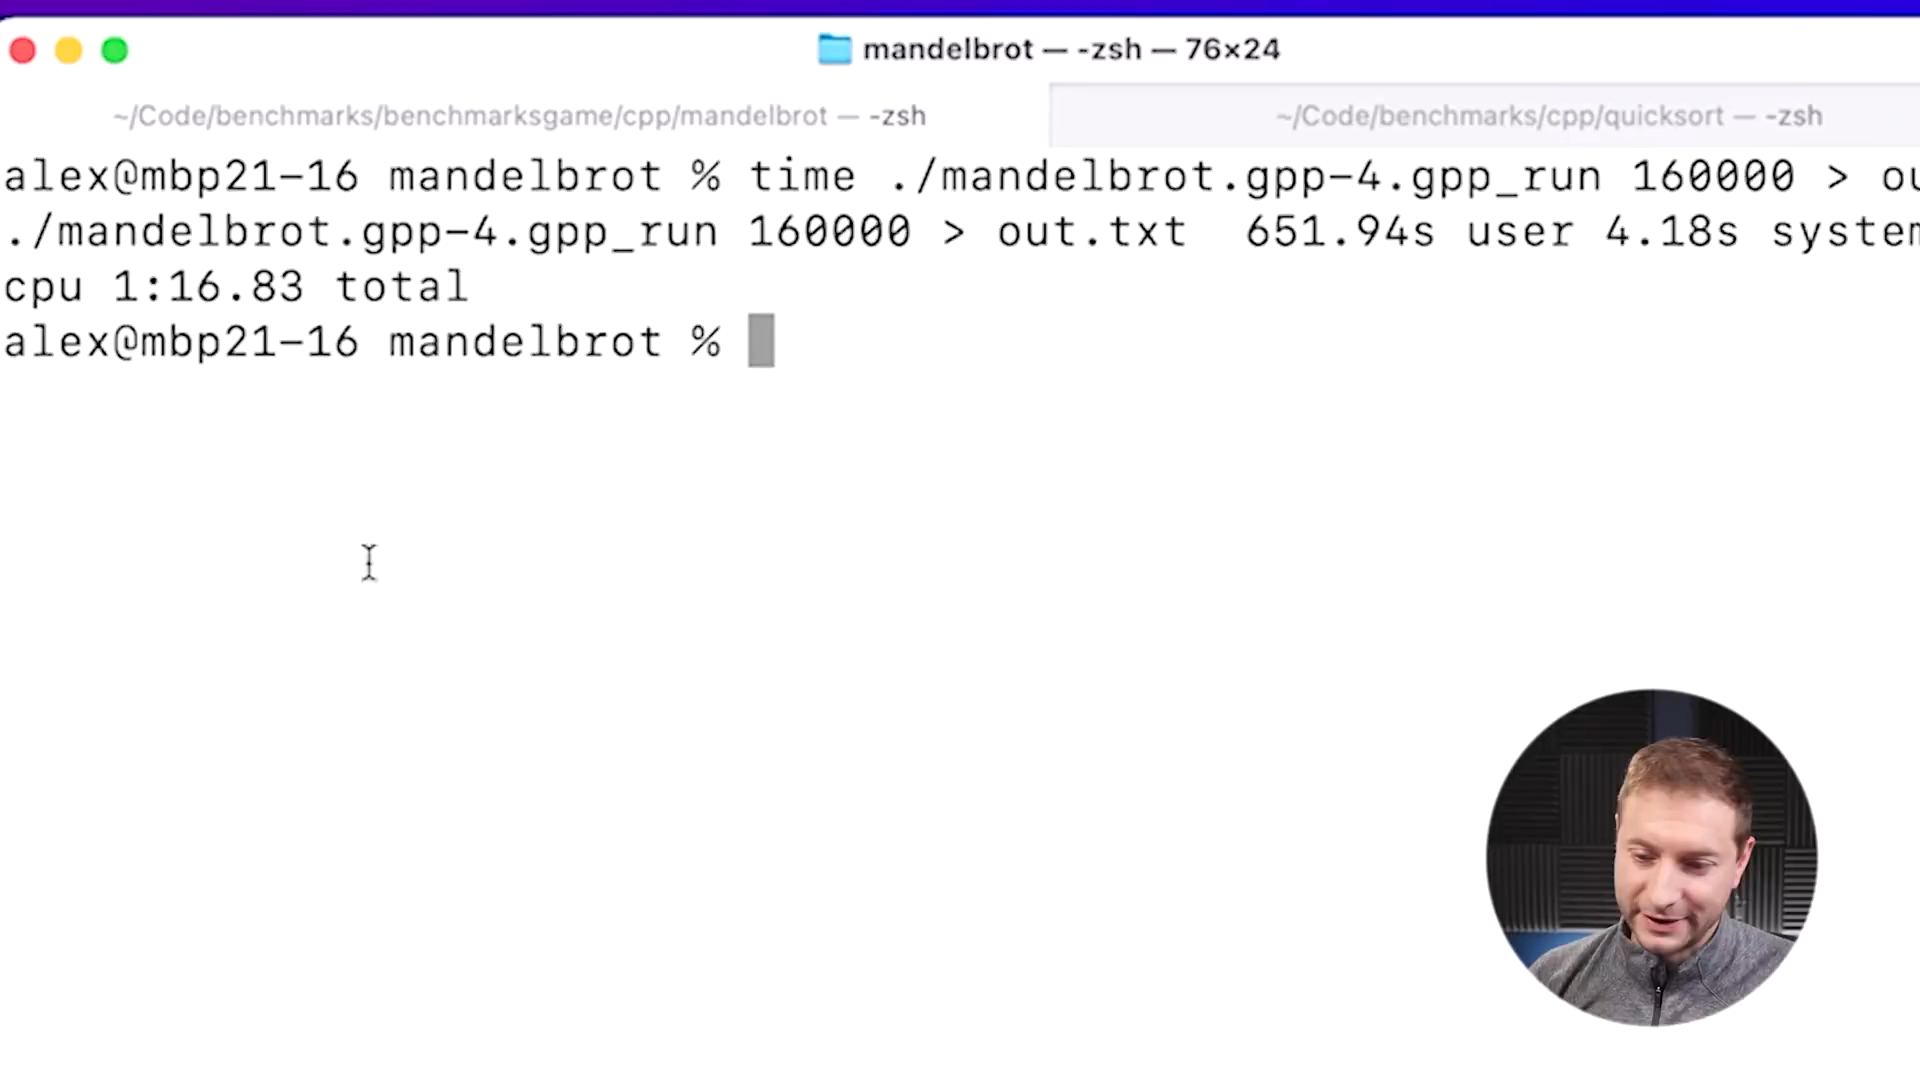 mandelbrot — -zsh — 76×24
~/Code/benchmarks/benchmarksgame/cpp/mandelbrot — -zsh
~/Code/benchmarks/cpp/quicksort — -zsh
alex@mbp21-16 mandelbrot % time ./mandelbrot.gpp-4.gpp_run 160000 > ou
./mandelbrot.gpp-4.gpp_run 160000 > out.txt  651.94s user 4.18s system
cpu 1:16.83 total
alex@mbp21-16 mandelbrot %